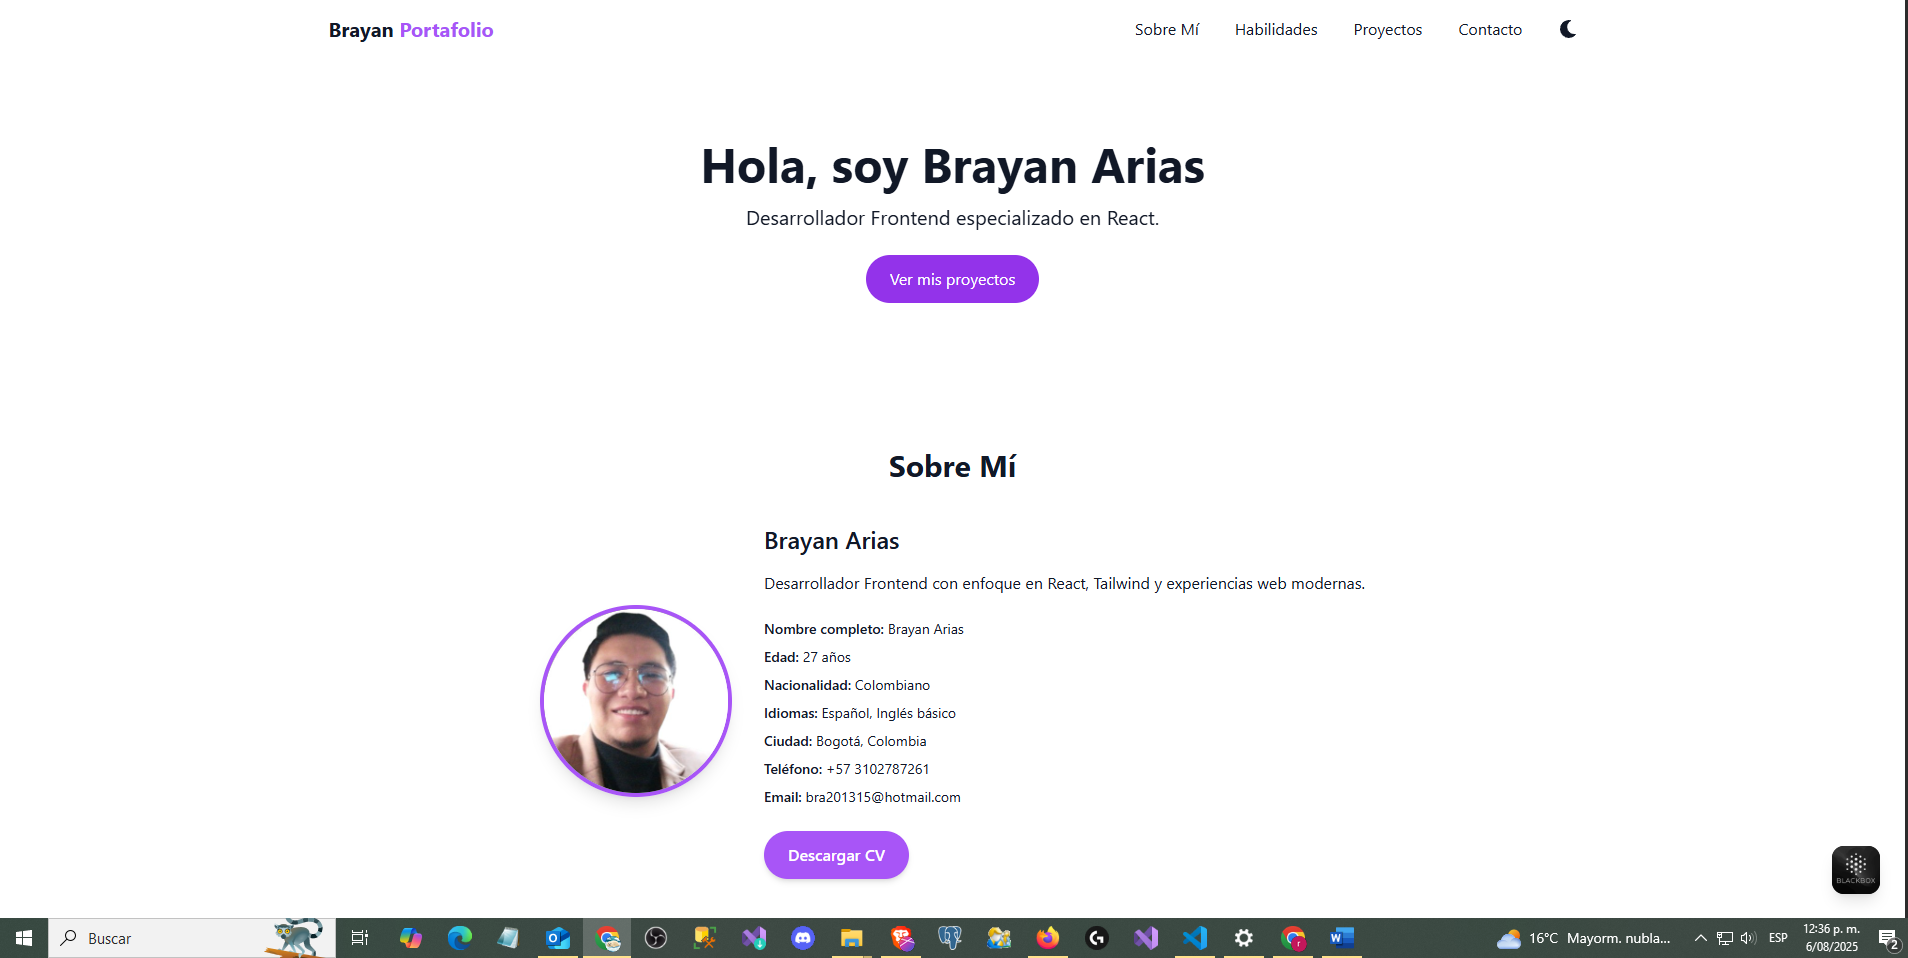 Brayan Portafolio
Sobre Mí
Habilidades
Proyectos
Contacto
Hola, soy Brayan Arias
Desarrollador Frontend especializado en React.
Ver mis proyectos
Sobre Mí
Brayan Arias
Desarrollador Frontend con enfoque en React, Tailwind y experiencias web modernas.
Nombre completo: Brayan Arias
Edad: 27 años
Nacionalidad: Colombiano
Idiomas: Español, Inglés básico
Ciudad: Bogotá, Colombia
Teléfono: +57 3102787261
Email: bra201315@hotmail.com
Descargar CV
BLACKBOX
Buscar
16°C Mayorm. nubla...
ESP
12:36 p. m.
6/08/2025
2